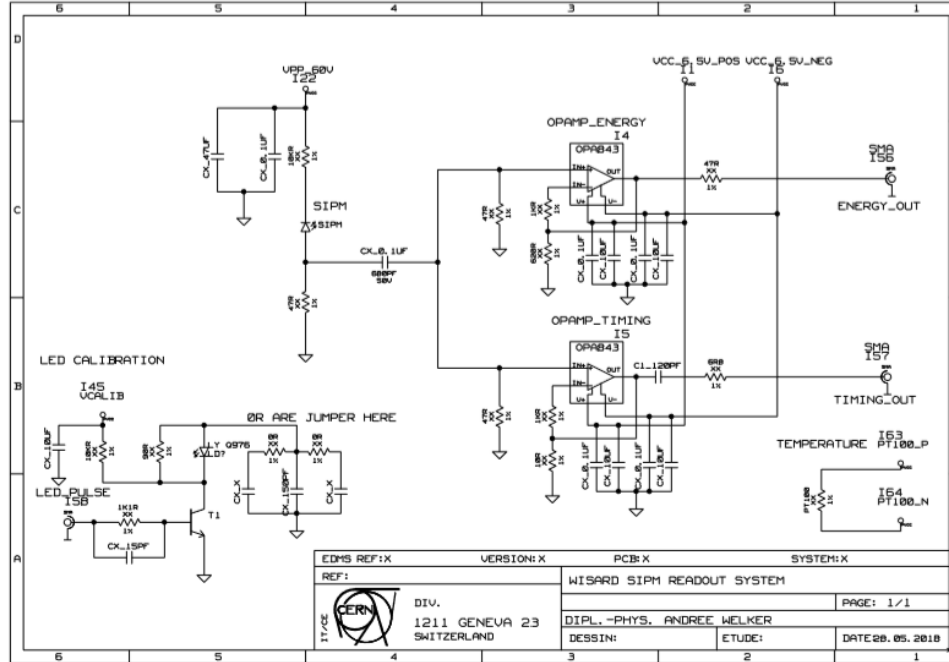 6 5 4 3 2 1
D
C
B
A
VPP_60V
I22
CX_47UF
CX_0.1UF
10KR
XX
1%
SIPM
SIPM
47R
XX
1%
CX_0.1UF
680PF
50V
VCC_6.5V_POS VCC_6.5V_NEG
I1 I6
OPAMP_ENERGY
I4
OPA843
IN+
IN-
OUT
V+ V-
47R
XX
1%
1KR
XX
1%
620R
XX
1%
CX_0.1UF
CX_10UF
CX_0.1UF
CX_10UF
47R
XX
1%
SMA
I56
ENERGY_OUT
OPAMP_TIMING
I5
OPA843
IN+
IN-
OUT
V+ V-
47R
XX
1%
1KR
XX
1%
10R
XX
1%
CX_0.1UF
CX_10UF
CX_0.1UF
CX_10UF
C1_120PF
6R8
XX
1%
SMA
I57
TIMING_OUT
LED CALIBRATION
I45
VCALIB
CX_10UF
10KR
XX
1%
90R
XX
1%
LY Q976
LD?
0R ARE JUMPER HERE
0R
XX
1%
0R
XX
1%
CX_X
CX_150PF
CX_X
LED_PULSE
I58
1K1R
XX
1%
CX_15PF
T1
TEMPERATURE
I63
PT100_P
PT100
XX
1%
I64
PT100_N
EDMS REF:X VERSION:X PCB:X SYSTEM:X
REF:
IT/CE
CERN
DIV.
1211 GENEVA 23
SWITZERLAND
WISARD SIPM READOUT SYSTEM
PAGE: 1/1
DIPL.-PHYS. ANDREE WELKER
DESSIN: ETUDE: DATE28.05.2018
6 5 4 3 2 1
D
C
B
A